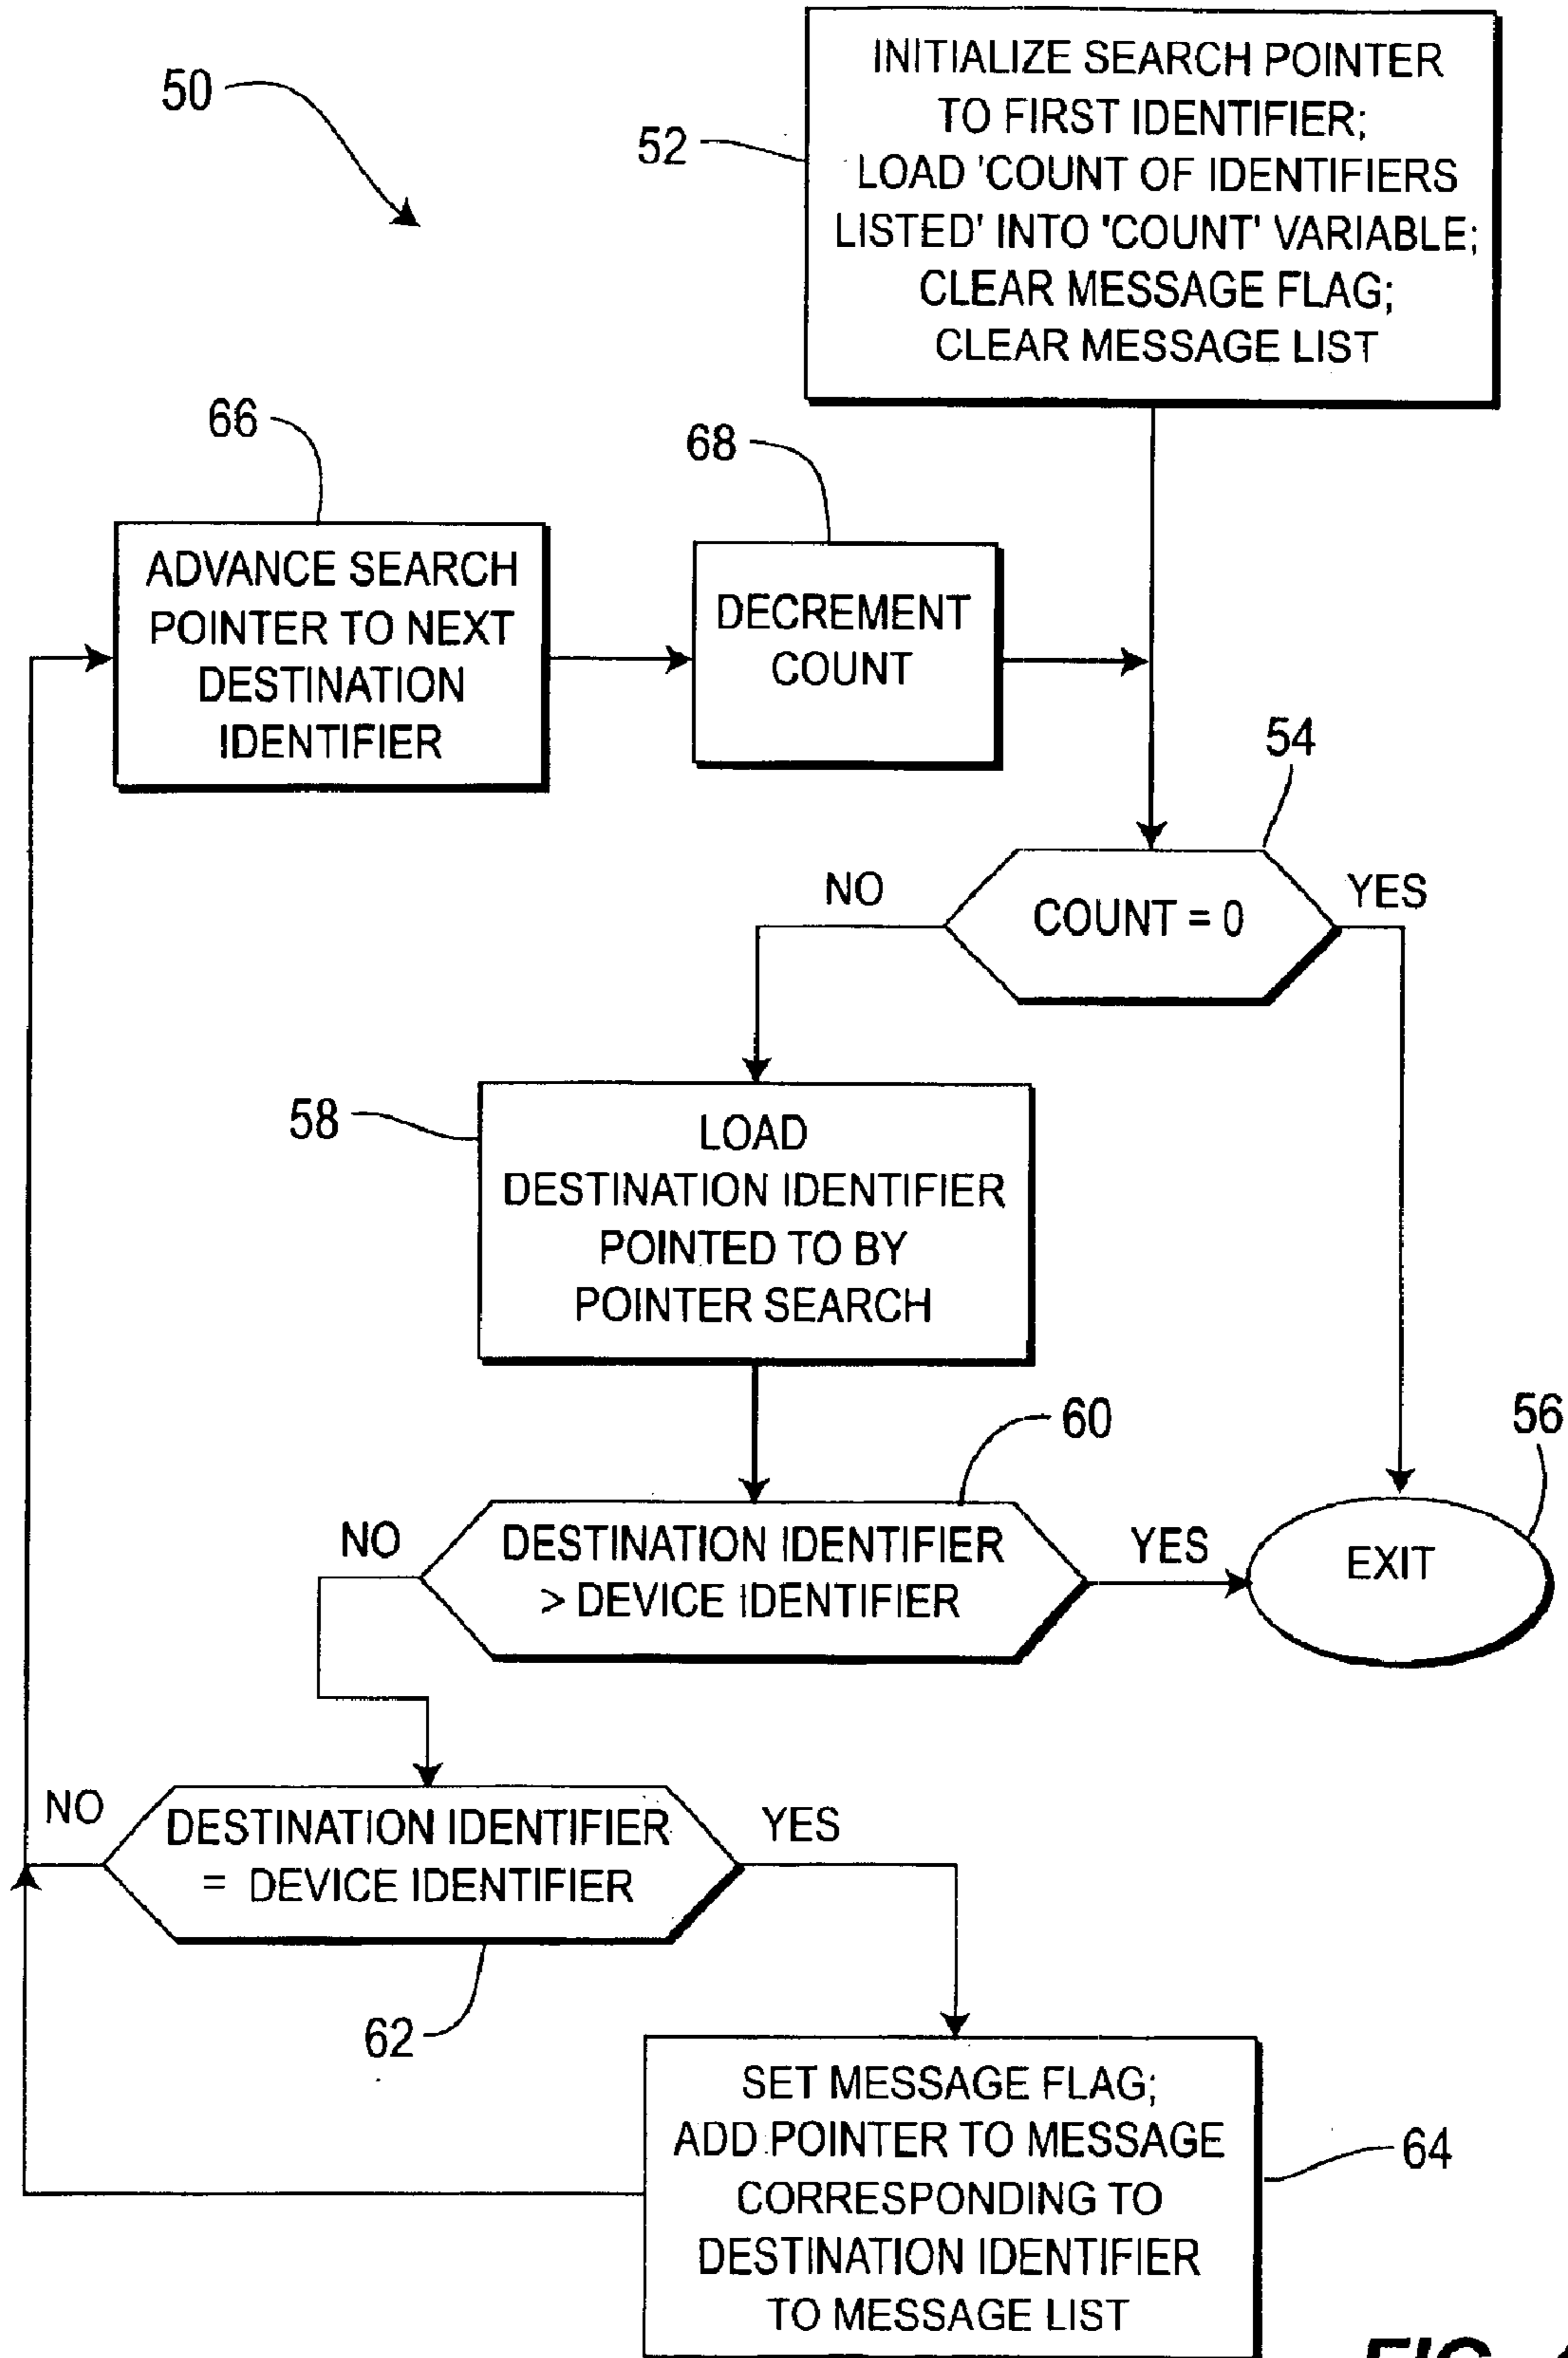 50
52
INITIALIZE SEARCH POINTER
TO FIRST IDENTIFIER;
LOAD 'COUNT OF IDENTIFIERS
LISTED' INTO 'COUNT' VARIABLE;
CLEAR MESSAGE FLAG;
CLEAR MESSAGE LIST
66
ADVANCE SEARCH
POINTER TO NEXT
DESTINATION
IDENTIFIER
68
DECREMENT
COUNT
54
NO
COUNT = 0
YES
58
LOAD
DESTINATION IDENTIFIER
POINTED TO BY
POINTER SEARCH
60
NO
DESTINATION IDENTIFIER
> DEVICE IDENTIFIER
YES
56
EXIT
NO
DESTINATION IDENTIFIER
= DEVICE IDENTIFIER
YES
62
SET MESSAGE FLAG;
ADD POINTER TO MESSAGE
CORRESPONDING TO
DESTINATION IDENTIFIER
TO MESSAGE LIST
64
FIG.